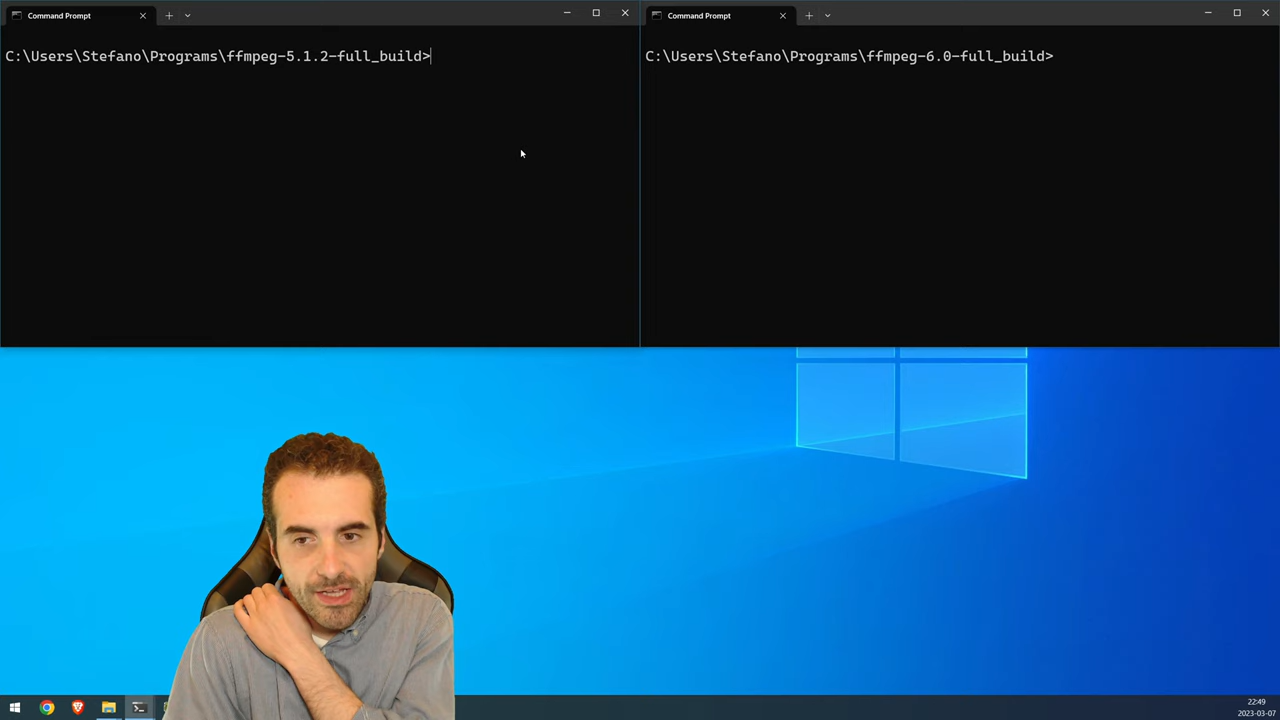 Command Prompt
C:\Users\Stefano\Programs\ffmpeg-5.1.2-full_build>
Command Prompt
C:\Users\Stefano\Programs\ffmpeg-6.0-full_build>
22:49
2023-03-07